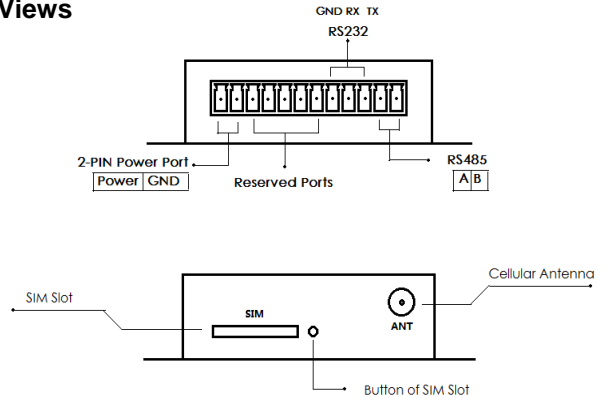 Views
GND RX TX
RS232
2-PIN Power Port
Power GND
Reserved Ports
RS485
A B
Cellular Antenna
SIM Slot
SIM
ANT
Button of SIM Slot